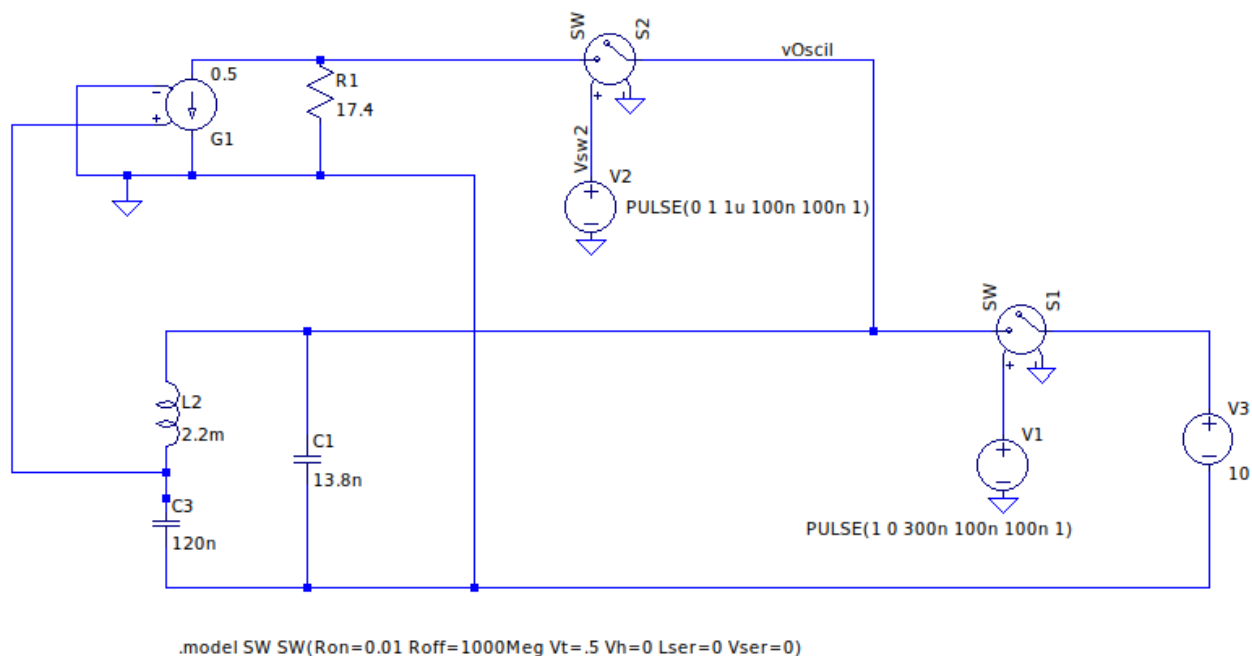 SW
S2
vOscil
0.5
R1
17.4
G1
Vsw2
V2
PULSE(0 1 1u 100n 100n 1)
SW
S1
L2
2.2m
C1
13.8n
V3
10
V1
C3
120n
PULSE(1 0 300n 100n 100n 1)
.model SW SW(Ron=0.01 Roff=1000Meg Vt=.5 Vh=0 Lser=0 Vser=0)